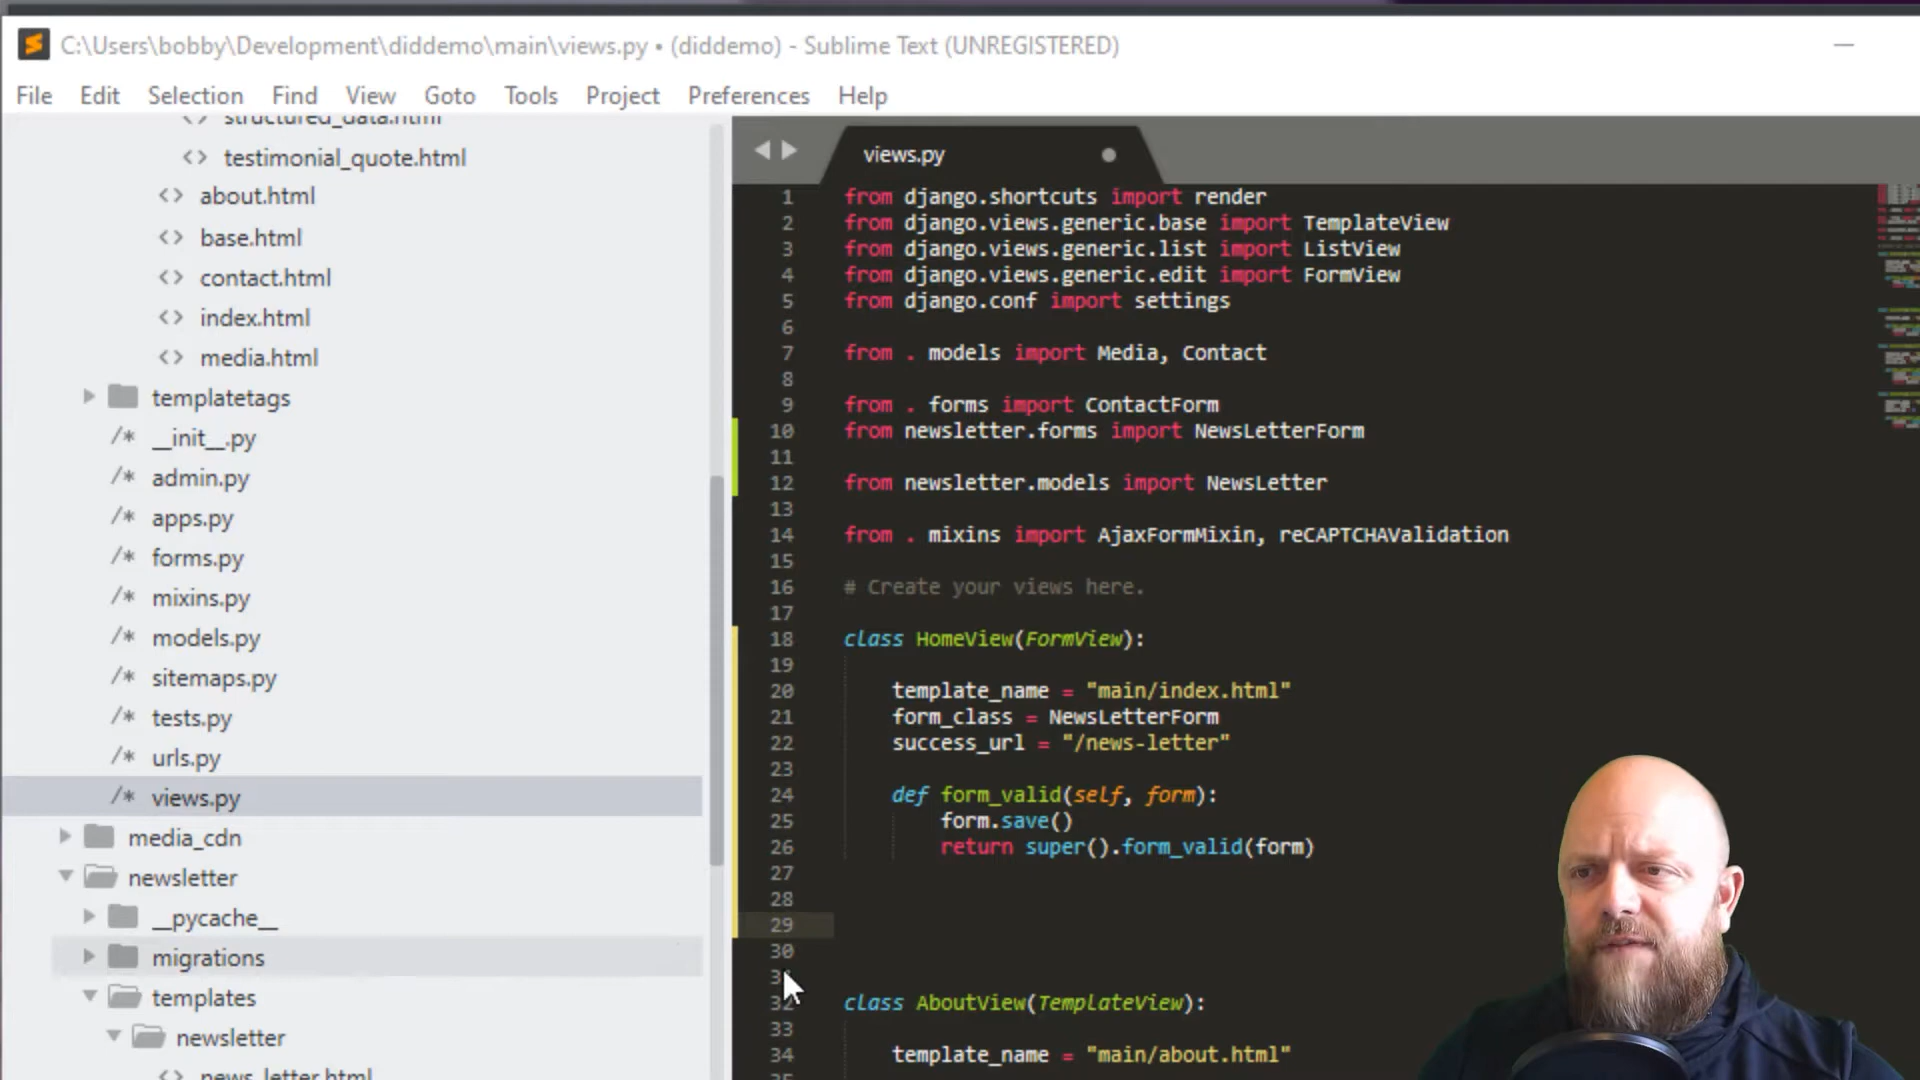 C:\Users\bobby\Development\diddemo\main\views.py • (diddemo) - Sublime Text (UNREGISTERED)
File Edit Selection Find View Goto Tools Project Preferences Help
structured_data.html
testimonial_quote.html
about.html
base.html
contact.html
index.html
media.html
templatetags
__init__.py
admin.py
apps.py
forms.py
mixins.py
models.py
sitemaps.py
tests.py
urls.py
views.py
media_cdn
newsletter
__pycache__
migrations
templates
newsletter
news_letter.html
views.py
1 from django.shortcuts import render
2 from django.views.generic.base import TemplateView
3 from django.views.generic.list import ListView
4 from django.views.generic.edit import FormView
5 from django.conf import settings
6
7 from . models import Media, Contact
8
9 from . forms import ContactForm
10 from newsletter.forms import NewsLetterForm
11
12 from newsletter.models import NewsLetter
13
14 from . mixins import AjaxFormMixin, reCAPTCHAValidation
15
16 # Create your views here.
17
18 class HomeView(FormView):
19
20 template_name = "main/index.html"
21 form_class = NewsLetterForm
22 success_url = "/news-letter"
23
24 def form_valid(self, form):
25 form.save()
26 return super().form_valid(form)
27
28
29
30
31
32 class AboutView(TemplateView):
33
34 template_name = "main/about.html"